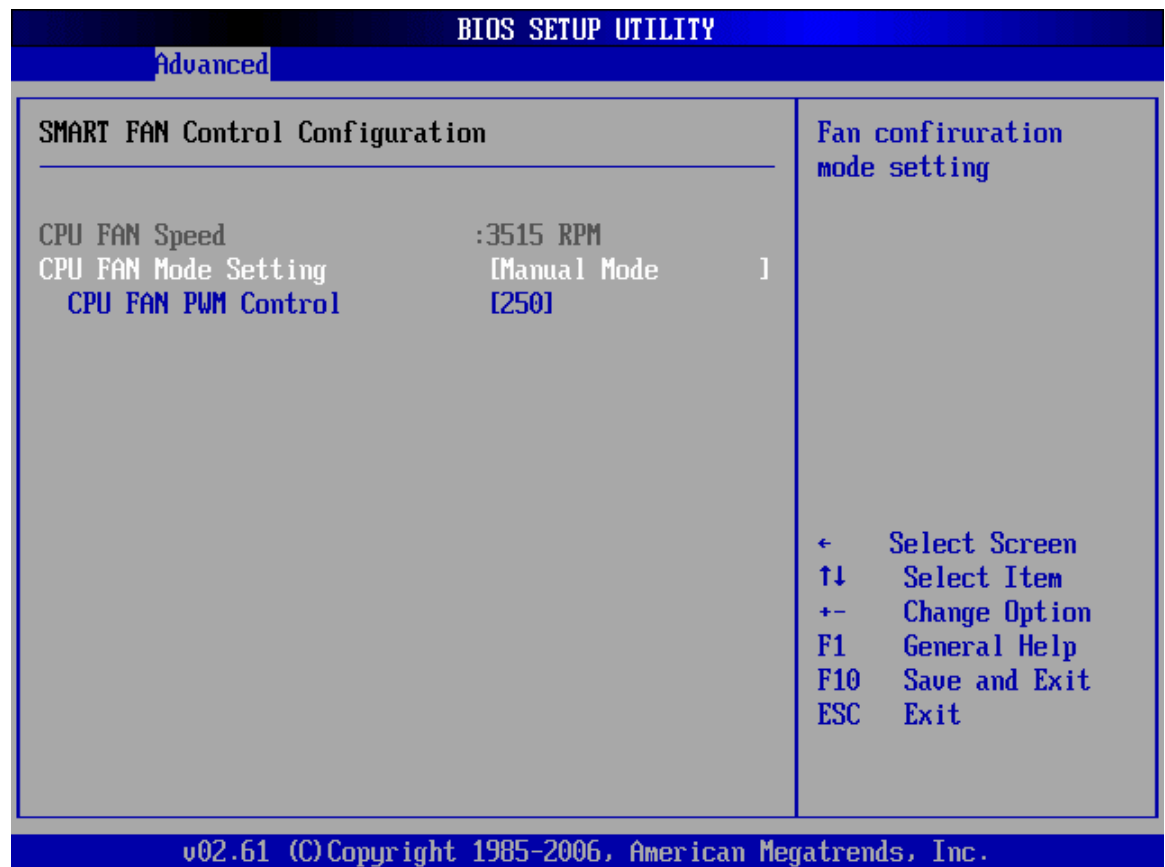 BIOS SETUP UTILITY
Advanced
SMART FAN Control Configuration
CPU FAN Speed :3515 RPM
CPU FAN Mode Setting [Manual Mode ]
CPU FAN PWM Control [250]
Fan confiruration
mode setting
← Select Screen
↑↓ Select Item
+- Change Option
F1 General Help
F10 Save and Exit
ESC Exit
v02.61 (C)Copyright 1985-2006, American Megatrends, Inc.